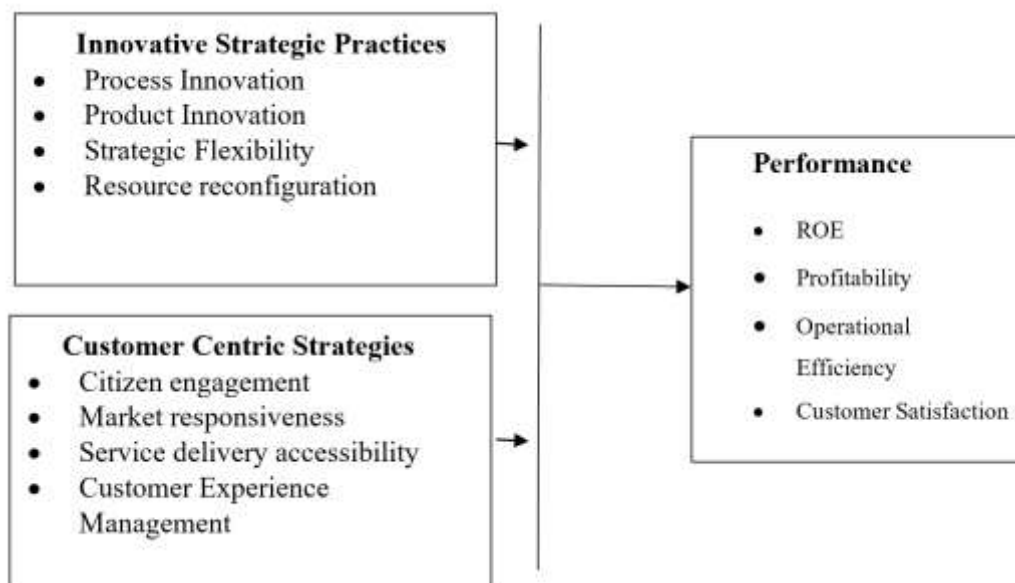 Innovative Strategic Practices
• Process Innovation
• Product Innovation
• Strategic Flexibility
• Resource reconfiguration
Customer Centric Strategies
• Citizen engagement
• Market responsiveness
• Service delivery accessibility
• Customer Experience
Management
Performance
• ROE
• Profitability
• Operational
Efficiency
• Customer Satisfaction